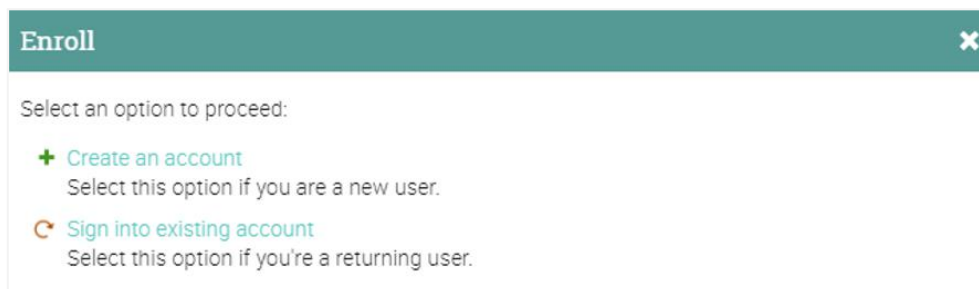 Enroll
Select an option to proceed:
Create an account
Select this option if you are a new user.
Sign into existing account
Select this option if you're a returning user.